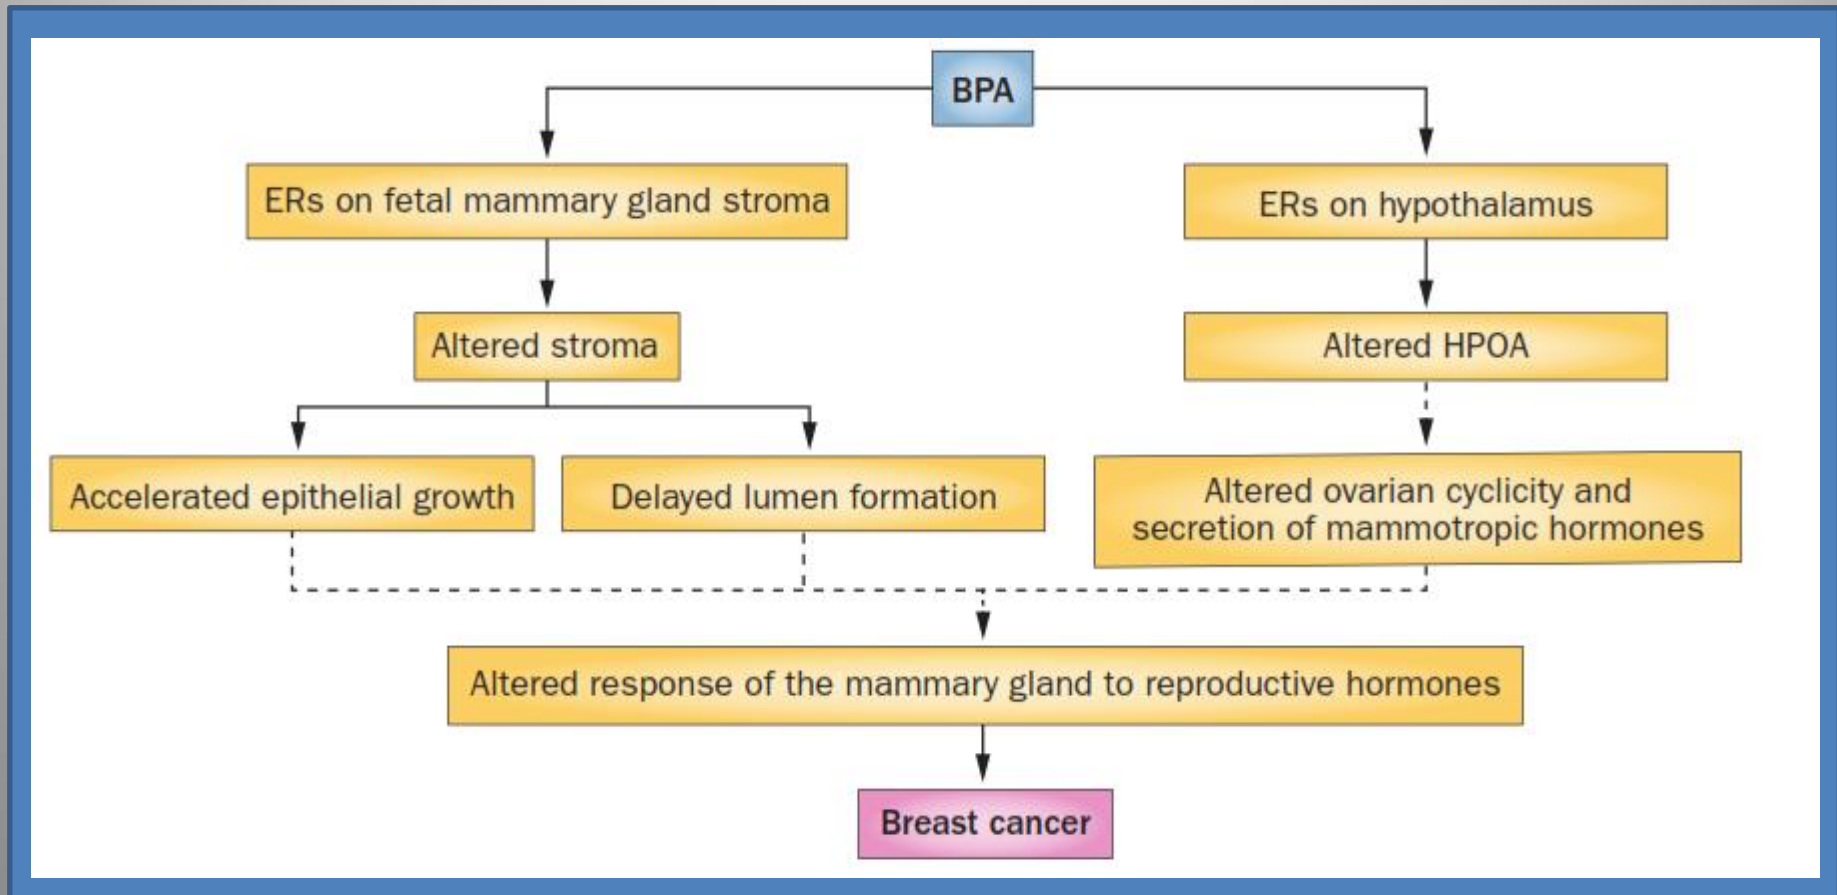 BPA
ERs on fetal mammary gland stroma
ERs on hypothalamus
Altered stroma
Altered HPOA
Accelerated epithelial growth
Delayed lumen formation
Altered ovarian cyclicity and
secretion of mammotropic hormones
Altered response of the mammary gland to reproductive hormones
Breast cancer